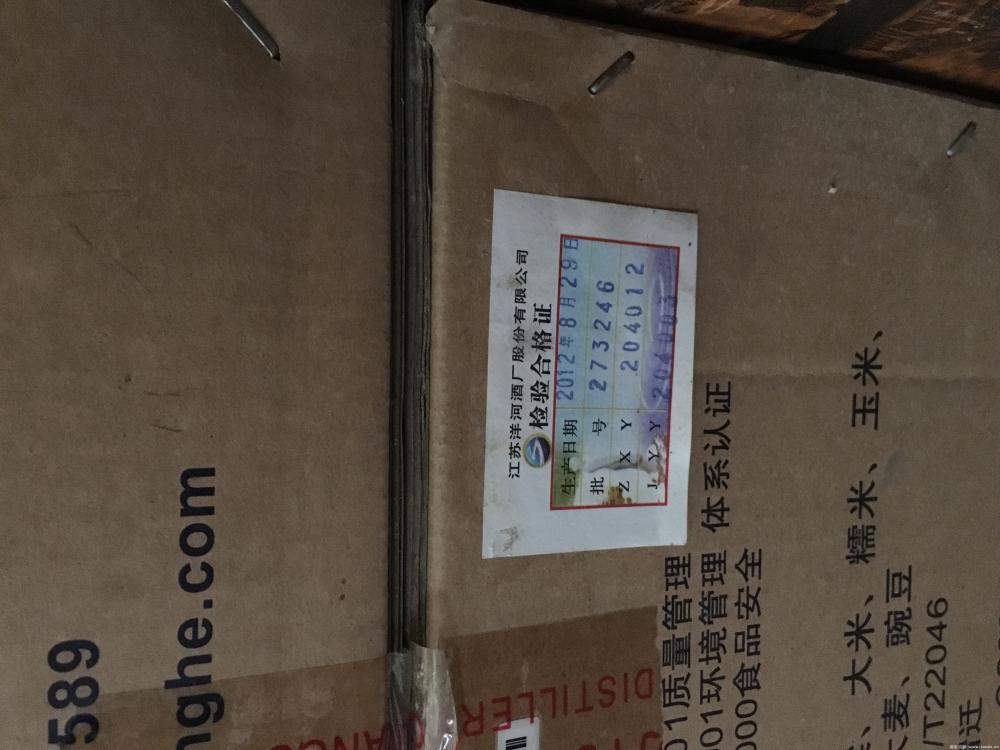 589
nghe.com
江苏洋河酒厂股份有限公司
检验合格证
生产日期 2012年8月29日
批 号 273246
Z X Y 204012
J Y Y 204003
01质量管理
001环境管理 体系认证
000食品安全
、大米、糯米、玉米、
麦、豌豆
/T22046
迁
DISTILLER